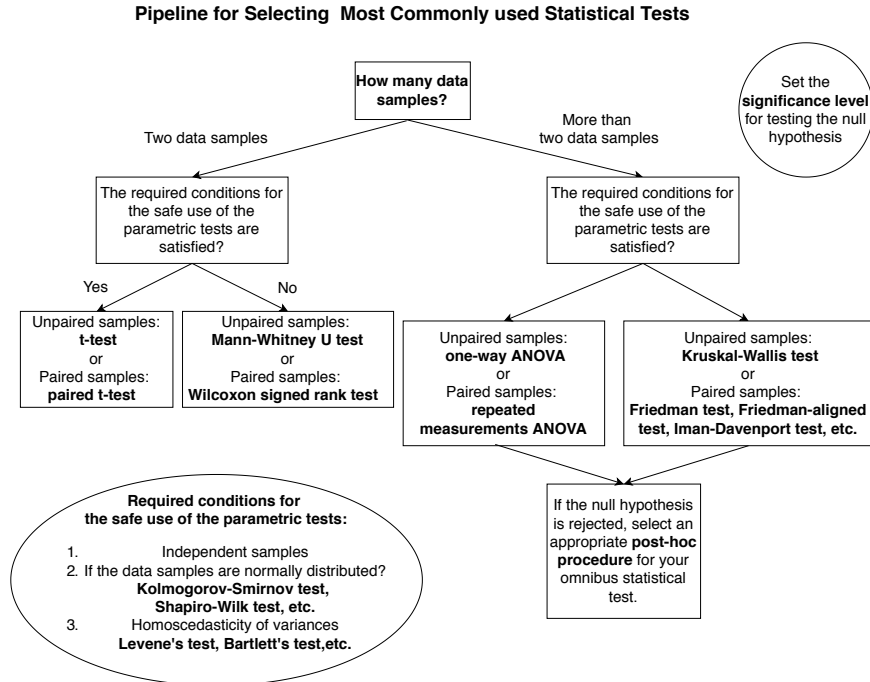 Pipeline for Selecting  Most Commonly used Statistical Tests
How many data
samples?
Set the
significance level
for testing the null
hypothesis
Two data samples
More than
two data samples
The required conditions for
the safe use of the
parametric tests are
satisfied?
The required conditions for
the safe use of the
parametric tests are
satisfied?
Yes
No
Unpaired samples:
t-test
or
Paired samples:
paired t-test
Unpaired samples:
Mann-Whitney U test
or
Paired samples:
Wilcoxon signed rank test
Unpaired samples:
one-way ANOVA
or
Paired samples:
repeated
measurements ANOVA
Unpaired samples:
Kruskal-Wallis test
or
Paired samples:
Friedman test, Friedman-aligned
test, Iman-Davenport test, etc.
Required conditions for
the safe use of the parametric tests:
1. Independent samples
2. If the data samples are normally distributed?
Kolmogorov-Smirnov test,
Shapiro-Wilk test, etc.
3. Homoscedasticity of variances
Levene's test, Bartlett's test,etc.
If the null hypothesis
is rejected, select an
appropriate post-hoc
procedure for your
omnibus statistical
test.